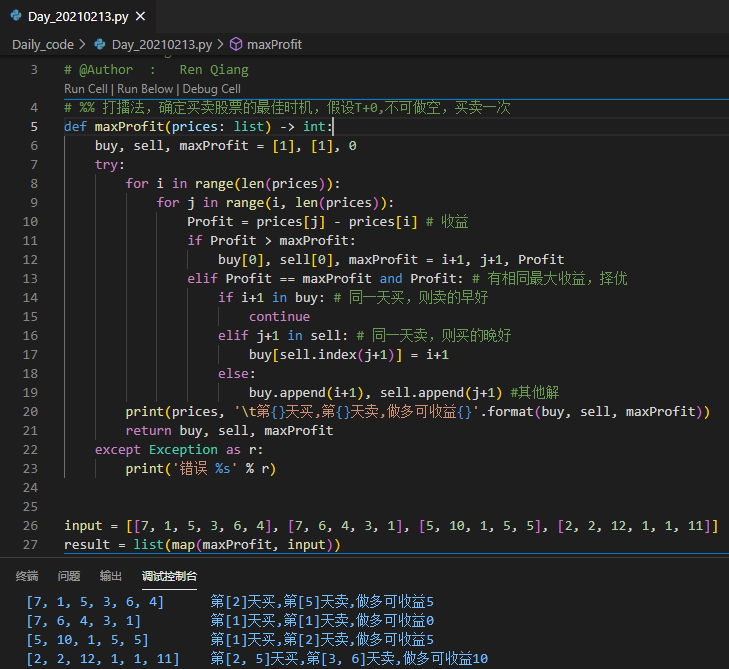 Day_20210213.py ×
Daily_code > Day_20210213.py > maxProfit
3 # @Author : Ren Qiang
Run Cell | Run Below | Debug Cell
4 # %% 打擂法，确定买卖股票的最佳时机，假设T+0,不可做空，买卖一次
5 def maxProfit(prices: list) -> int:
6 buy, sell, maxProfit = [1], [1], 0
7 try:
8 for i in range(len(prices)):
9 for j in range(i, len(prices)):
10 Profit = prices[j] - prices[i] # 收益
11 if Profit > maxProfit:
12 buy[0], sell[0], maxProfit = i+1, j+1, Profit
13 elif Profit == maxProfit and Profit: # 有相同最大收益，择优
14 if i+1 in buy: # 同一天买，则卖的早好
15 continue
16 elif j+1 in sell: # 同一天卖，则买的晚好
17 buy[sell.index(j+1)] = i+1
18 else:
19 buy.append(i+1), sell.append(j+1) #其他解
20 print(prices, '\t第{}天买,第{}天卖,做多可收益{}'.format(buy, sell, maxProfit))
21 return buy, sell, maxProfit
22 except Exception as r:
23 print('错误 %s' % r)
24
25
26 input = [[7, 1, 5, 3, 6, 4], [7, 6, 4, 3, 1], [5, 10, 1, 5, 5], [2, 2, 12, 1, 1, 11]]
27 result = list(map(maxProfit, input))
终端 问题 输出 调试控制台
[7, 1, 5, 3, 6, 4] 第[2]天买,第[5]天卖,做多可收益5
[7, 6, 4, 3, 1] 第[1]天买,第[1]天卖,做多可收益0
[5, 10, 1, 5, 5] 第[1]天买,第[2]天卖,做多可收益5
[2, 2, 12, 1, 1, 11] 第[2, 5]天买,第[3, 6]天卖,做多可收益10